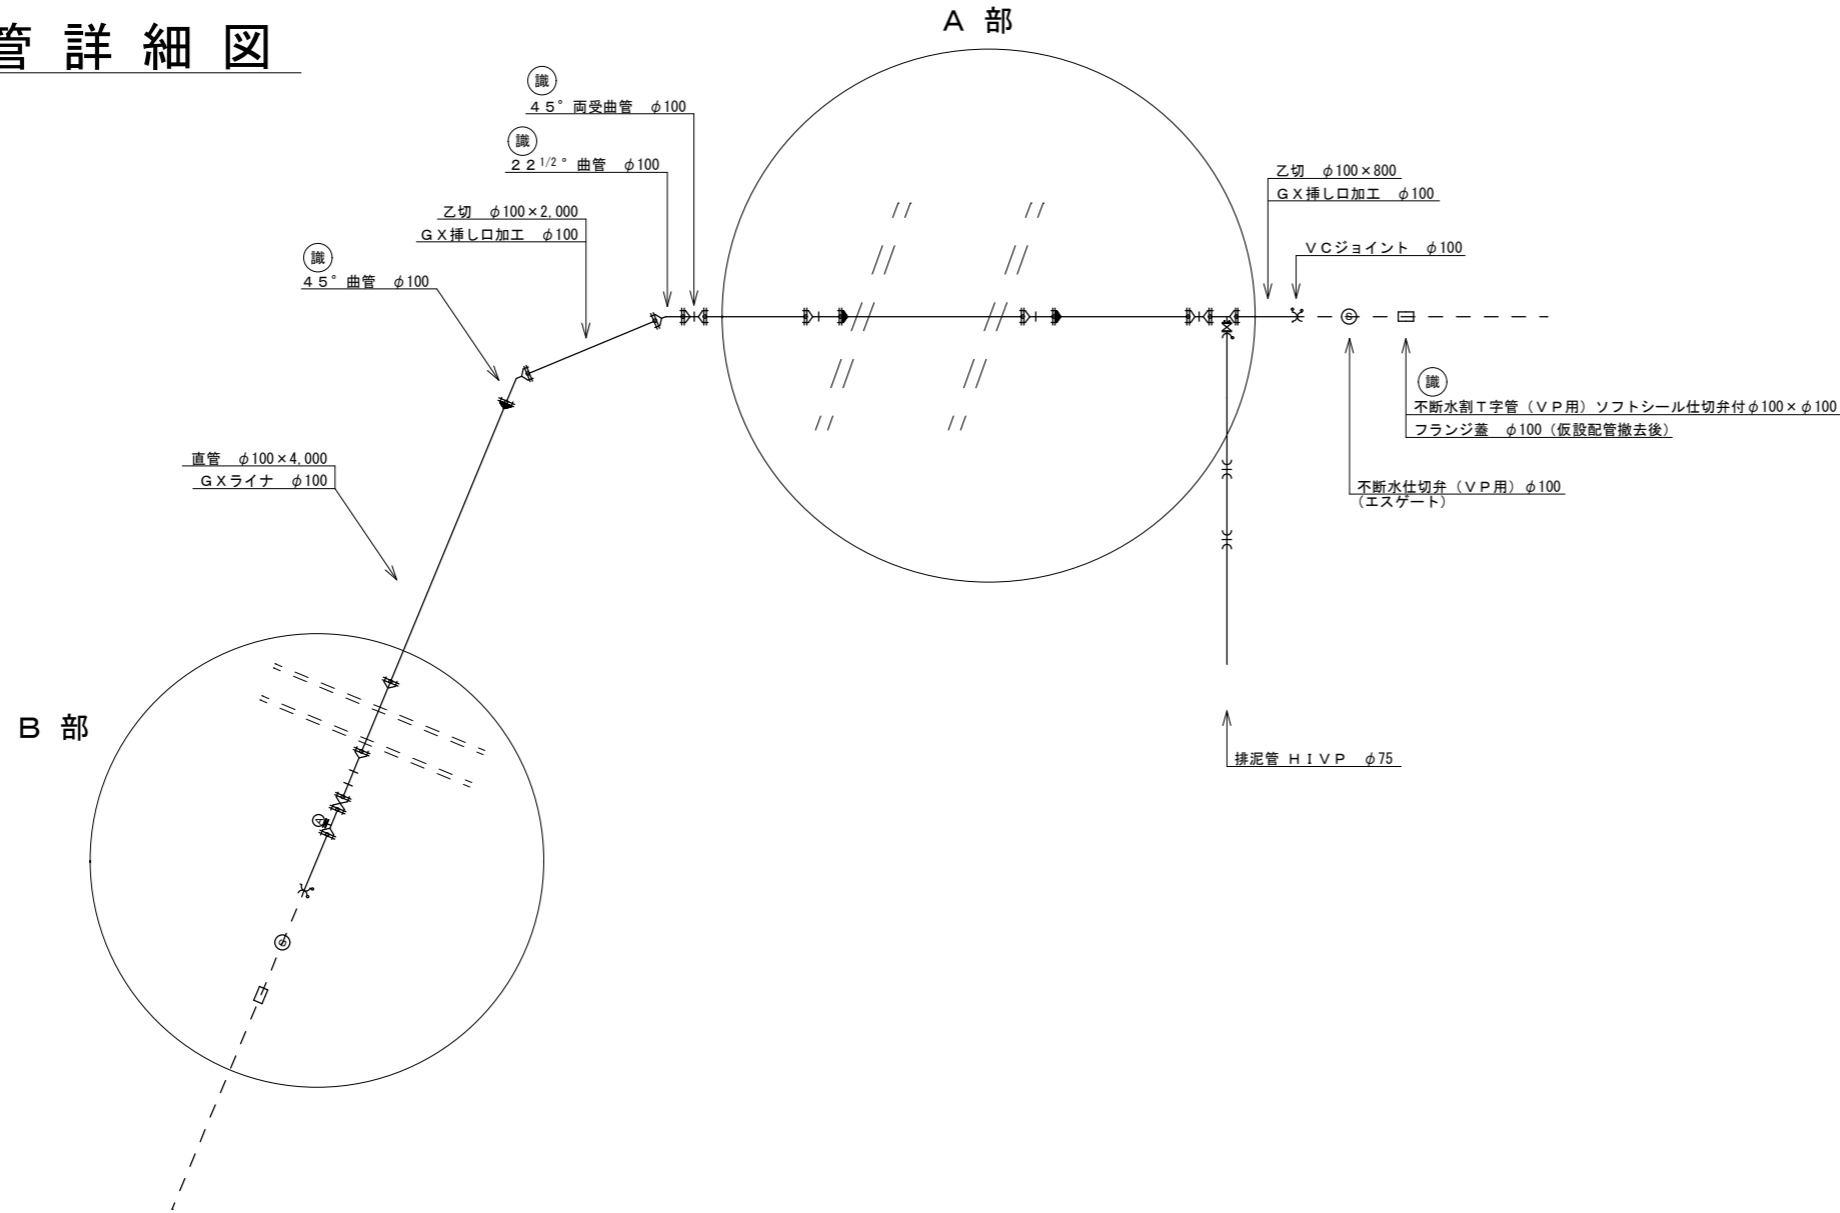 管詳細図
A 部
識
45°両受曲管 φ100
識
22 1/2°曲管 φ100
乙切 φ100×2,000
GX挿し口加工 φ100
識
45°曲管 φ100
直管 φ100×4,000
GXライナ φ100
乙切 φ100×800
GX挿し口加工 φ100
VCジョイント φ100
識
不断水割T字管(VP用)ソフトシール仕切弁付φ100×φ100
フランジ蓋 φ100(仮設配管撤去後)
不断水仕切弁(VP用)φ100
(エスゲート)
B 部
排泥管 HIVP φ75